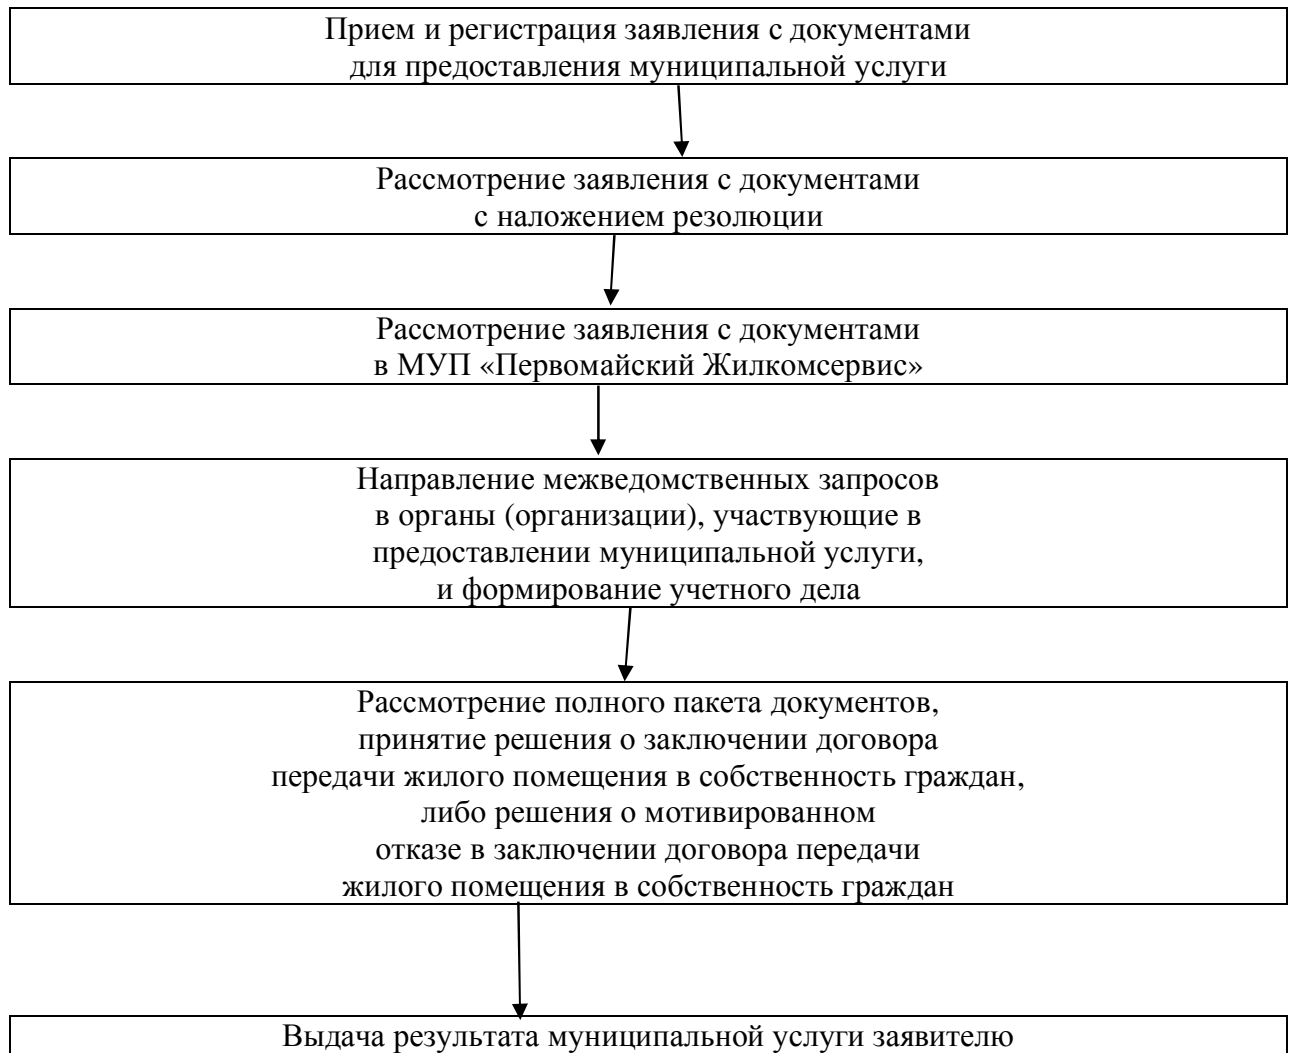 Прием и регистрация заявления с документами
для предоставления муниципальной услуги
Рассмотрение заявления с документами
с наложением резолюции
Рассмотрение заявления с документами
в МУП «Первомайский Жилкомсервис»
Направление межведомственных запросов
в органы (организации), участвующие в
предоставлении муниципальной услуги,
и формирование учетного дела
Рассмотрение полного пакета документов,
принятие решения о заключении договора
передачи жилого помещения в собственность граждан,
либо решения о мотивированном
отказе в заключении договора передачи
жилого помещения в собственность граждан
Выдача результата муниципальной услуги заявителю